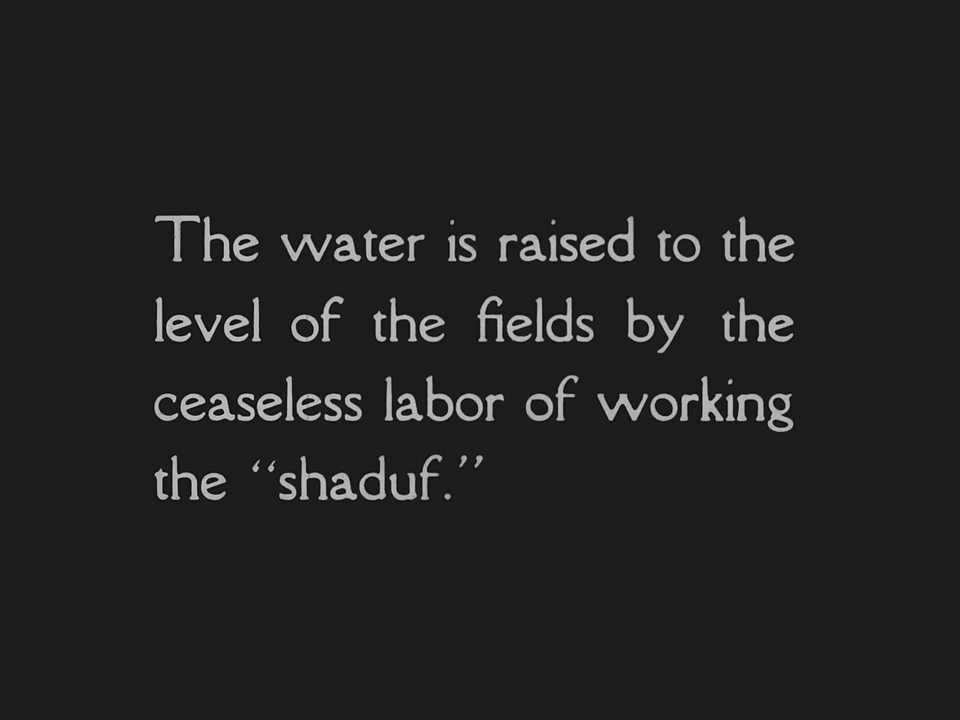 The water is raised to the
level of the fields by the
ceaseless labor of working
the “shaduf.”